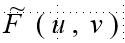 F̃ ( u , v )